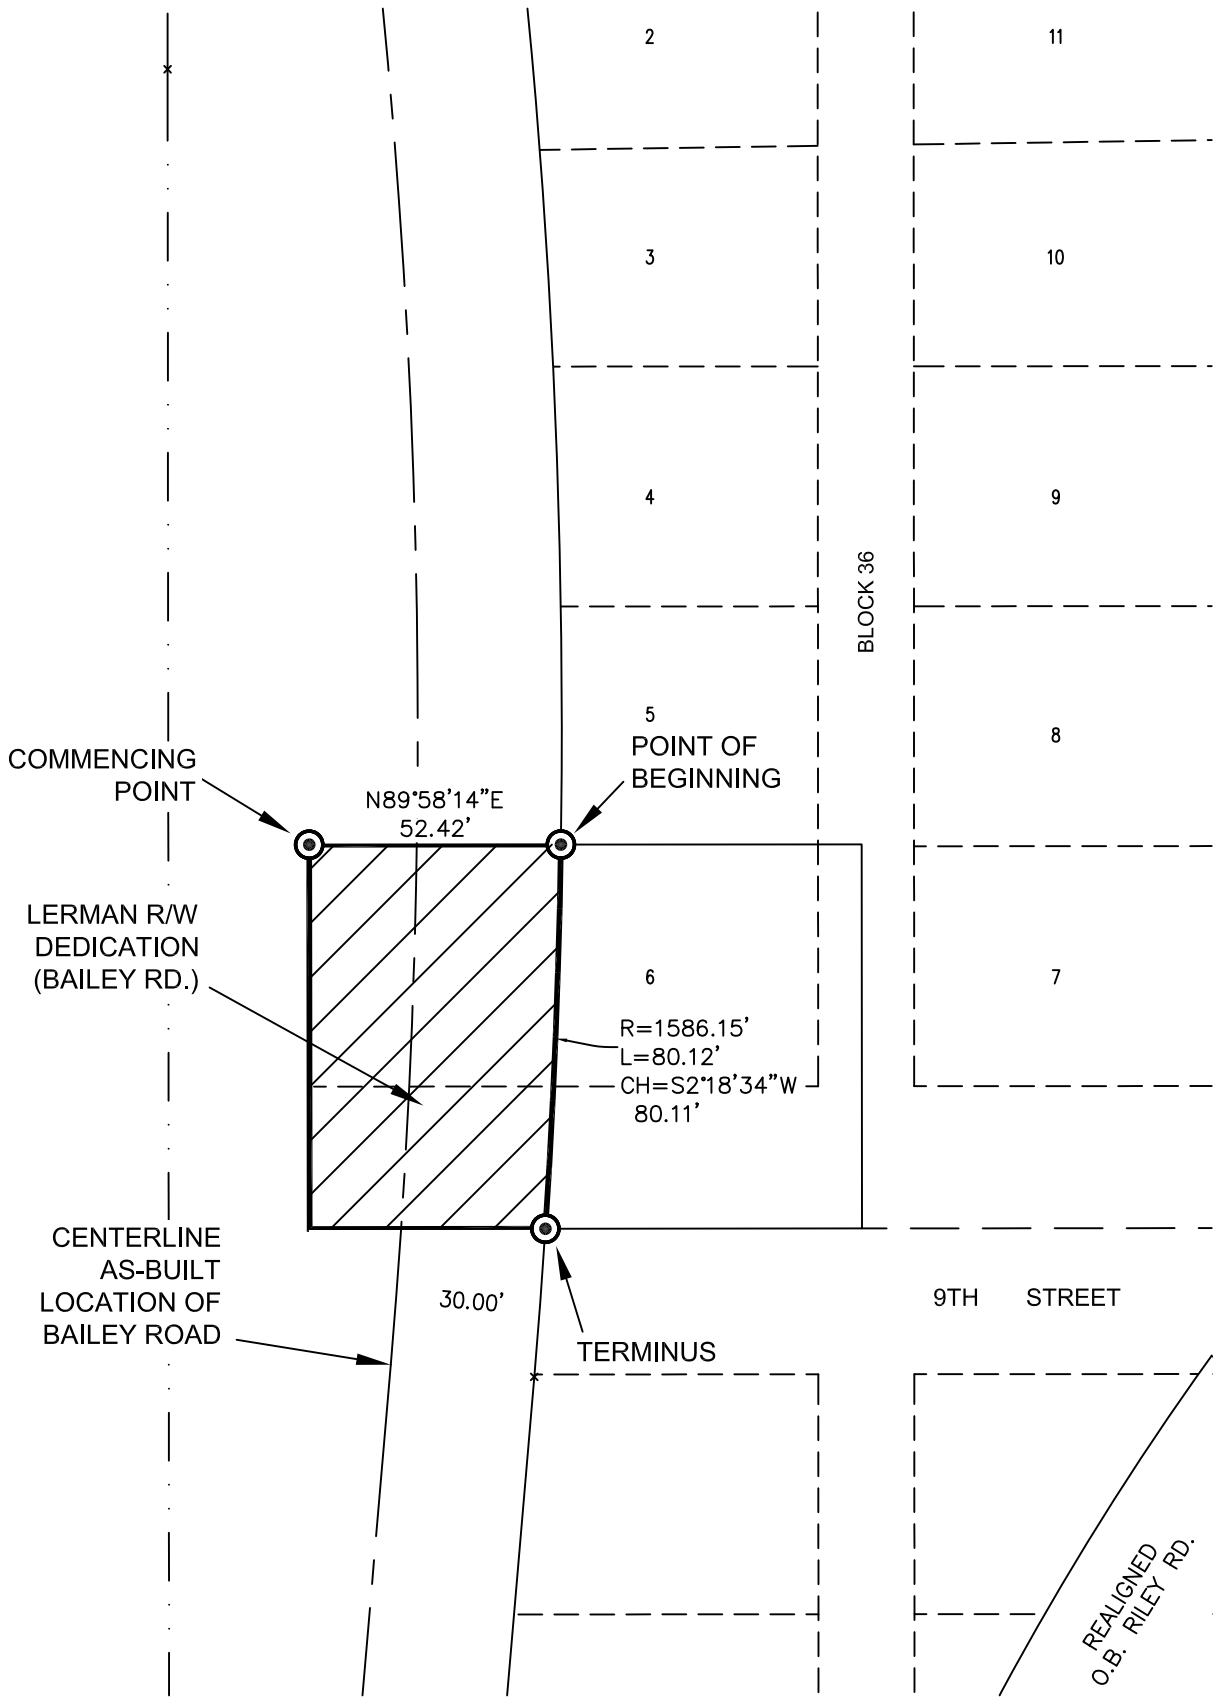 2
11
3
10
4
9
BLOCK 36
5
8
COMMENCING
POINT
POINT OF
BEGINNING
N89°58'14"E
52.42'
LERMAN R/W
DEDICATION
(BAILEY RD.)
6
7
R=1586.15'
L=80.12'
CH=S2°18'34"W
80.11'
CENTERLINE
AS-BUILT
LOCATION OF
BAILEY ROAD
30.00'
9TH STREET
TERMINUS
REALIGNED
O.B. RILEY RD.